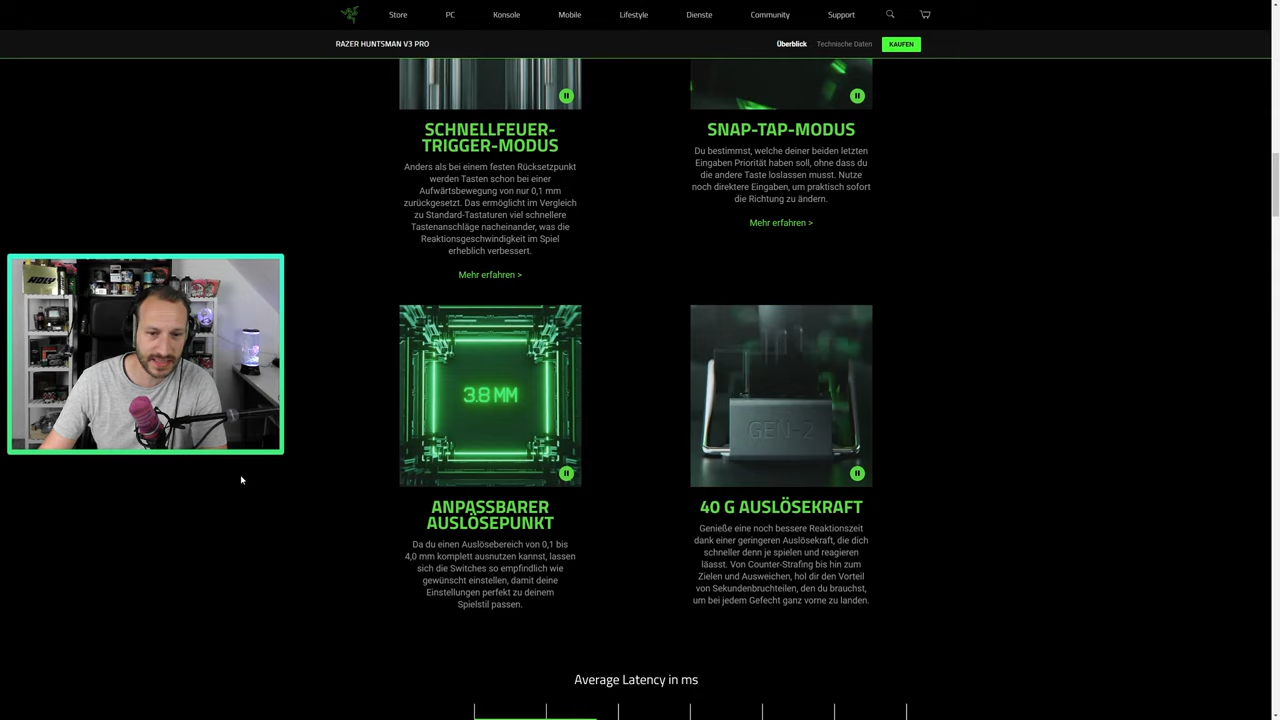 Store
PC
Konsole
Mobile
Lifestyle
Dienste
Community
Support
RAZER HUNTSMAN V3 PRO
Überblick
Technische Daten
KAUFEN
SCHNELLFEUER-
TRIGGER-MODUS
Anders als bei einem festen Rücksetzpunkt
werden Tasten schon bei einer
Aufwärtsbewegung von nur 0,1 mm
zurückgesetzt. Das ermöglicht im Vergleich
zu Standard-Tastaturen viel schnellere
Tastenanschläge nacheinander, was die
Reaktionsgeschwindigkeit im Spiel
erheblich verbessert.
Mehr erfahren >
SNAP-TAP-MODUS
Du bestimmst, welche deiner beiden letzten
Eingaben Priorität haben soll, ohne dass du
die andere Taste loslassen musst. Nutze
noch direktere Eingaben, um praktisch sofort
die Richtung zu ändern.
Mehr erfahren >
HOLY
3.8 MM
GEN-2
ANPASSBARER
AUSLÖSEPUNKT
Da du einen Auslösebereich von 0,1 bis
4,0 mm komplett ausnutzen kannst, lassen
sich die Switches so empfindlich wie
gewünscht einstellen, damit deine
Einstellungen perfekt zu deinem
Spielstil passen.
40 G AUSLÖSEKRAFT
Genieße eine noch bessere Reaktionszeit
dank einer geringeren Auslösekraft, die dich
schneller denn je spielen und reagieren
läasst. Von Counter-Strafing bis hin zum
Zielen und Ausweichen, hol dir den Vorteil
von Sekundenbruchteilen, den du brauchst,
um bei jedem Gefecht ganz vorne zu landen.
Average Latency in ms